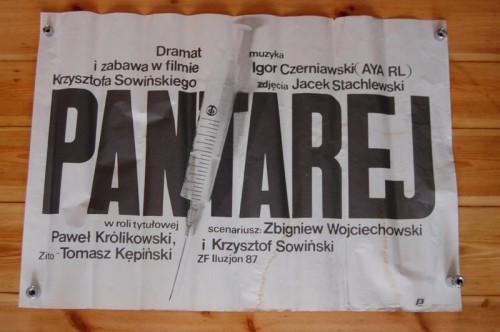 Dramat
i zabawa w filmie
Krzysztofa Sowińskiego
muzyka
Igor Czerniawski (AYA RL)
zdjęcia Jacek Stachlewski
PANTAREJ
w roli tytułowej
Paweł Królikowski,
Zito - Tomasz Kępiński
scenariusz: Zbigniew Wojciechowski
i Krzysztof Sowiński
ZF Iluzjon 87